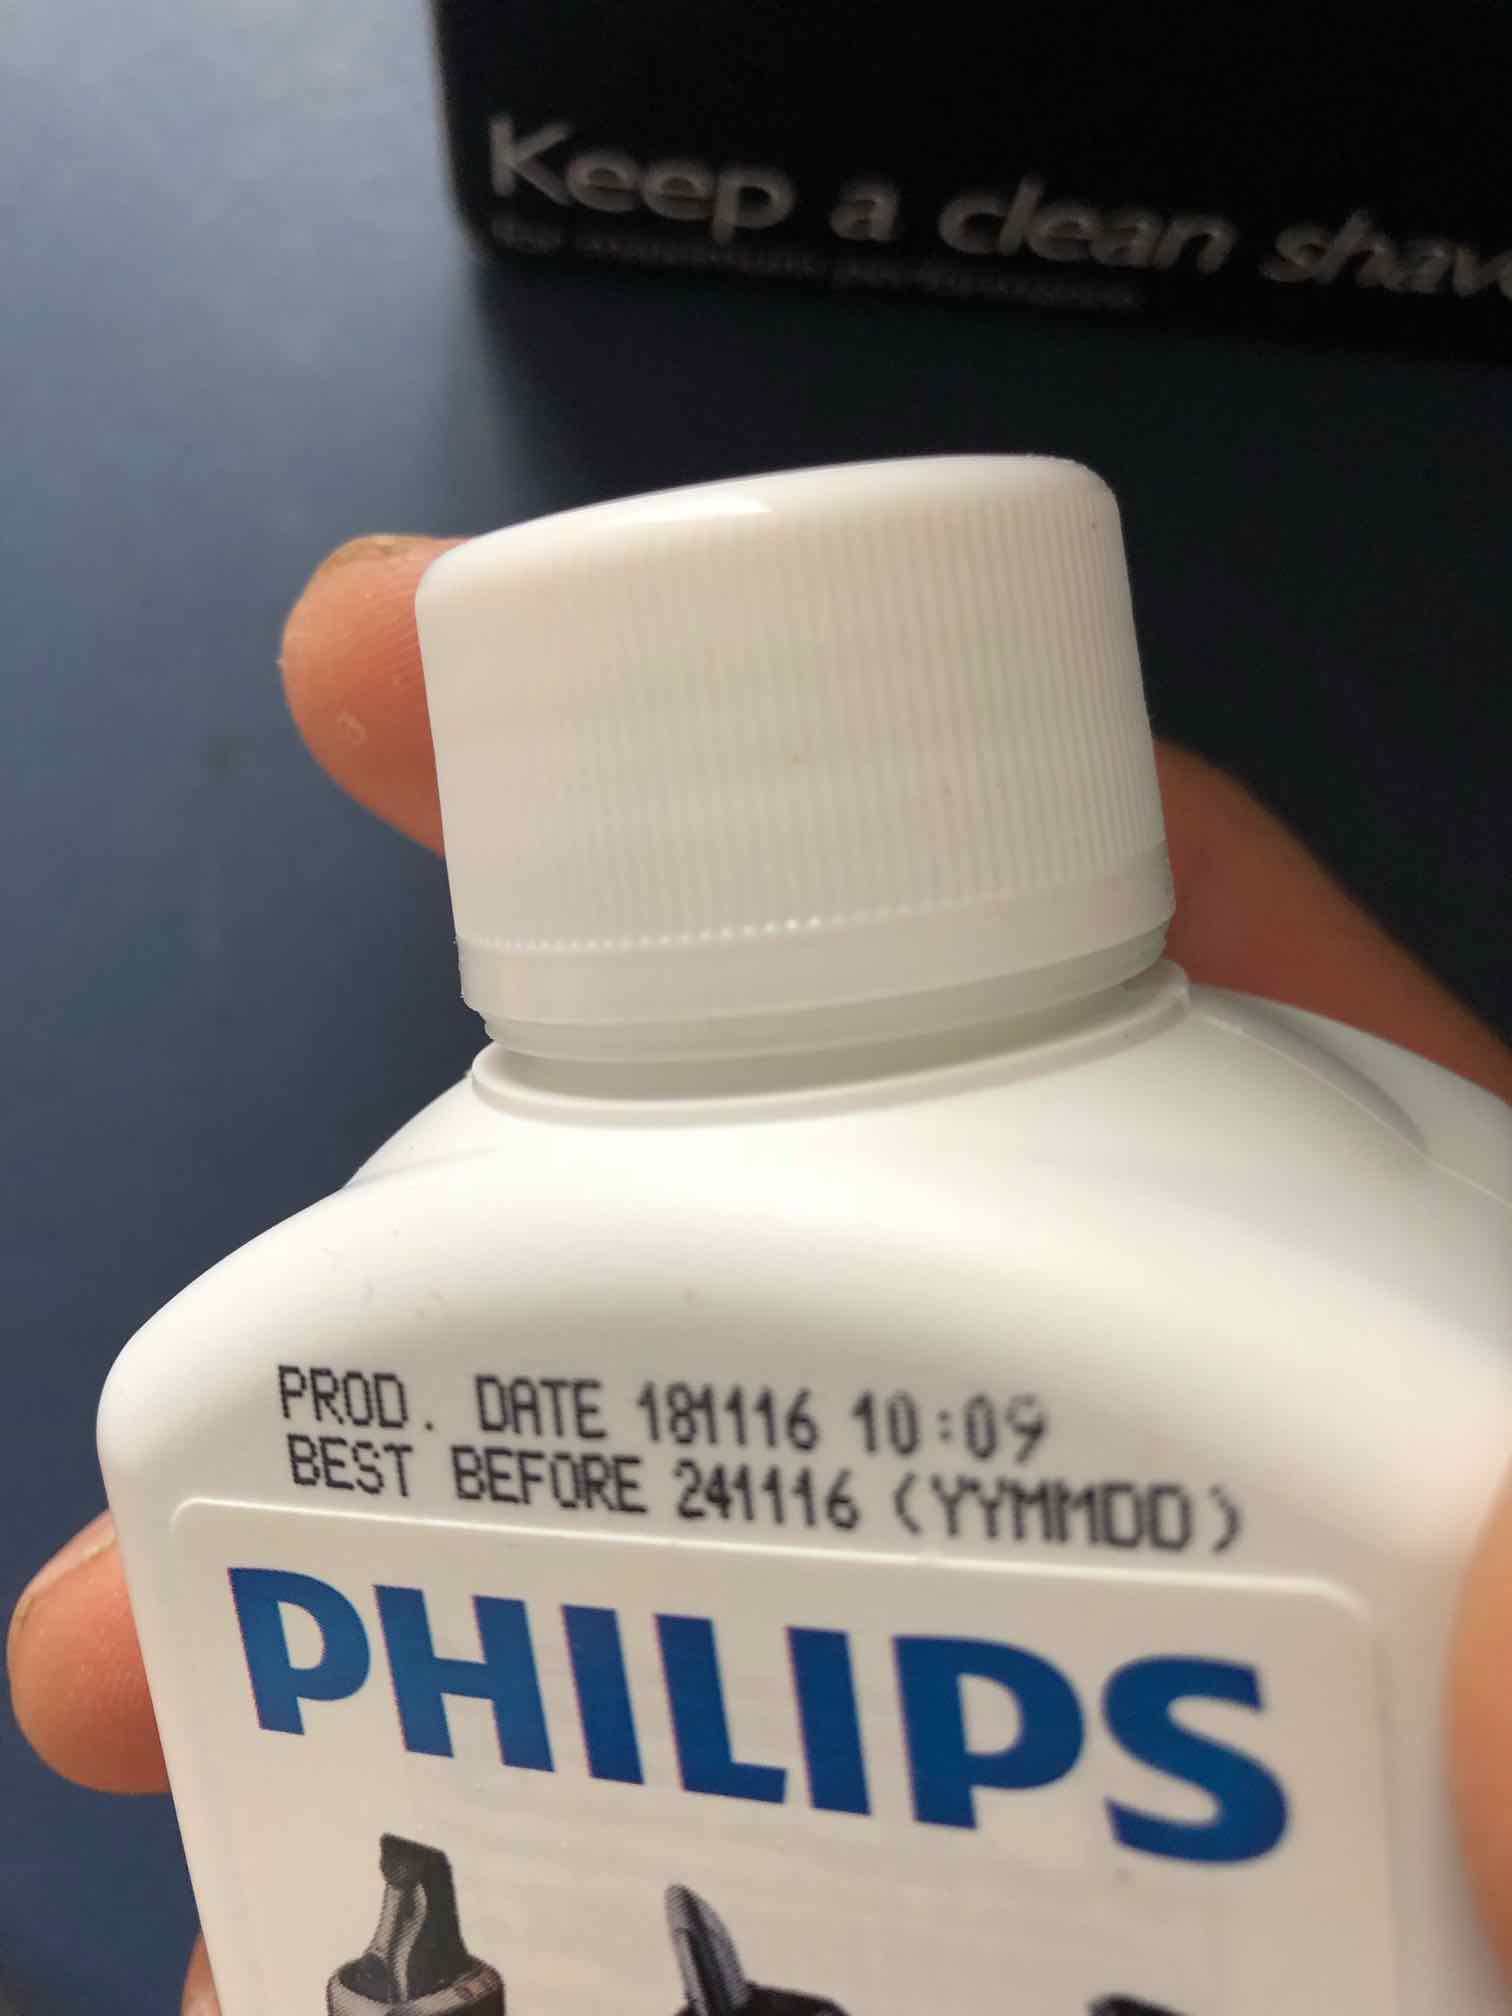 Keep a clean shave
PROD. DATE 181116 10:09
BEST BEFORE 241116 (YYMMDD)
PHILIPS